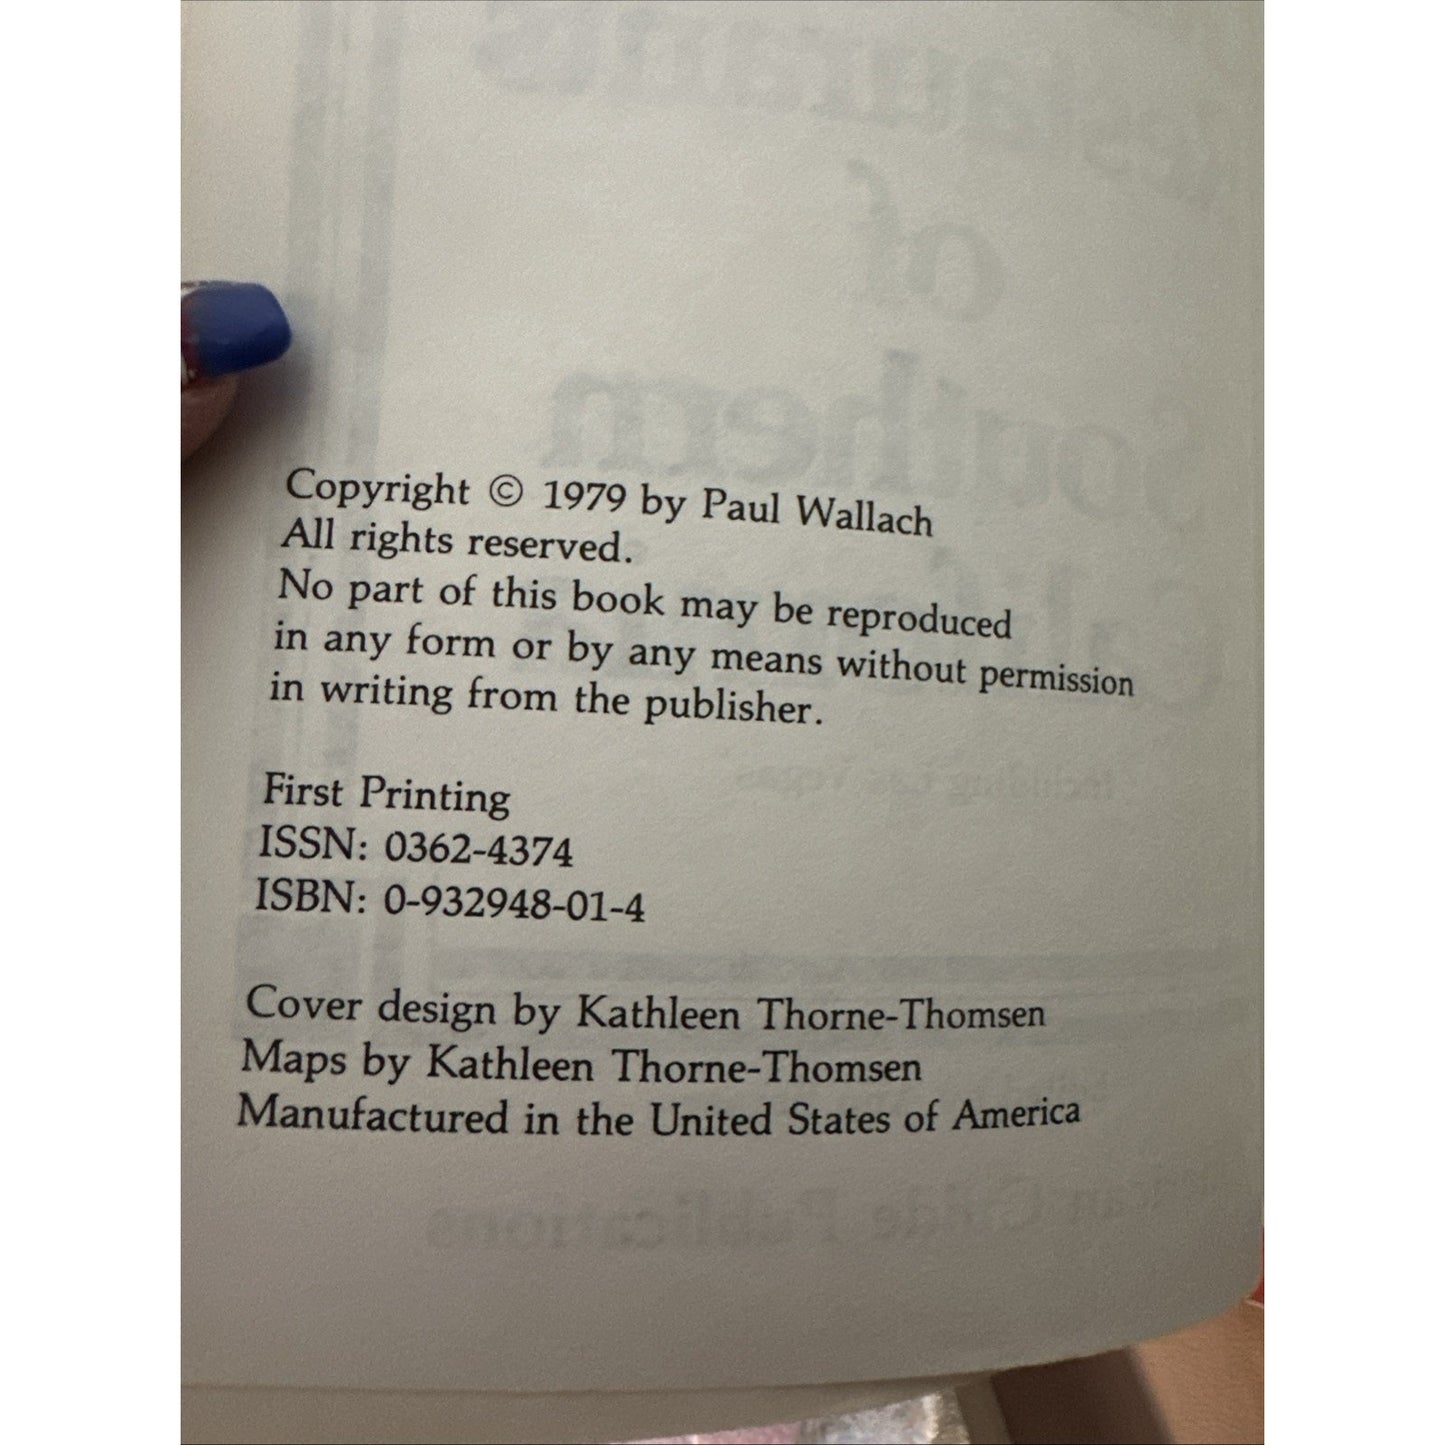 Copyright © 1979 by Paul Wallach
All rights reserved.
No part of this book may be reproduced
in any form or by any means without permission
in writing from the publisher.
First Printing
ISSN: 0362-4374
ISBN: 0-932948-01-4
Cover design by Kathleen Thorne-Thomsen
Maps by Kathleen Thorne-Thomsen
Manufactured in the United States of America